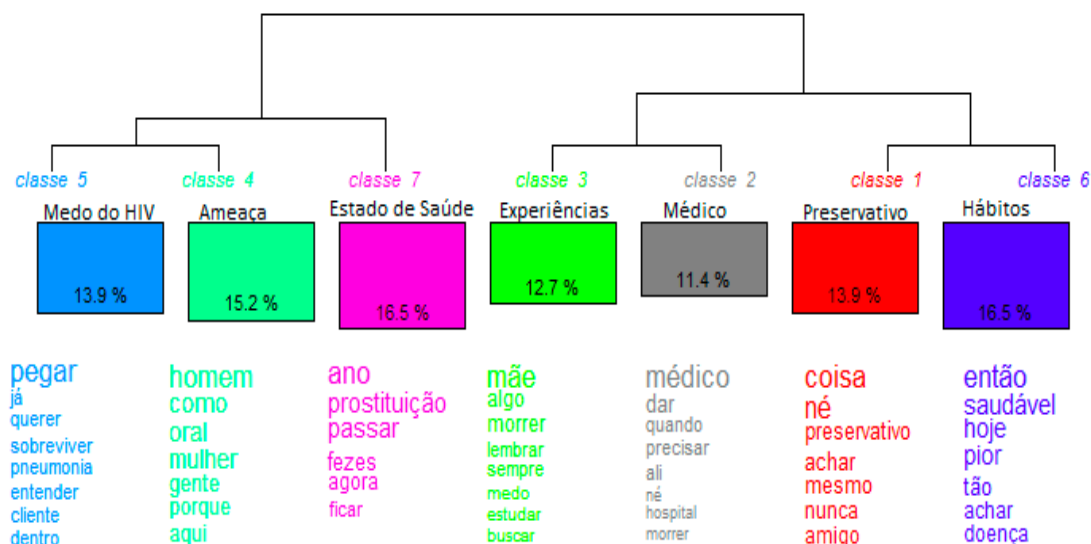 classe 5
classe 4
classe 7
classe 3
classe 2
classe 1
classe 6
Medo do HIV
Ameaça
Estado de Saúde
Experiências
Médico
Preservativo
Hábitos
13.9 %
15.2 %
16.5 %
12.7 %
11.4 %
13.9 %
16.5 %
pegar
já
querer
sobreviver
pneumonia
entender
cliente
dentro
homem
como
oral
mulher
gente
porque
aqui
ano
prostituição
passar
fezes
agora
ficar
mãe
algo
morrer
lembrar
sempre
medo
estudar
buscar
médico
dar
quando
precisar
ali
né
hospital
morrer
coisa
né
preservativo
achar
mesmo
nunca
amigo
então
saudável
hoje
pior
tão
achar
doença